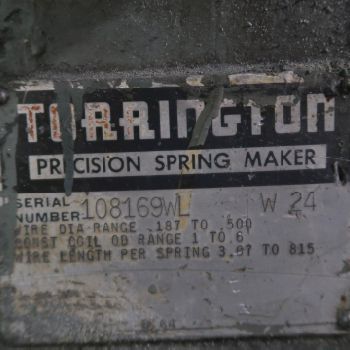 TORRINGTON
PRECISION SPRING MAKER
SERIAL NUMBER 108169WL W 24
WIRE DIA RANGE .187 TO .500
CONST COIL OD RANGE 1 TO 6
WIRE LENGTH PER SPRING 3.07 TO 815